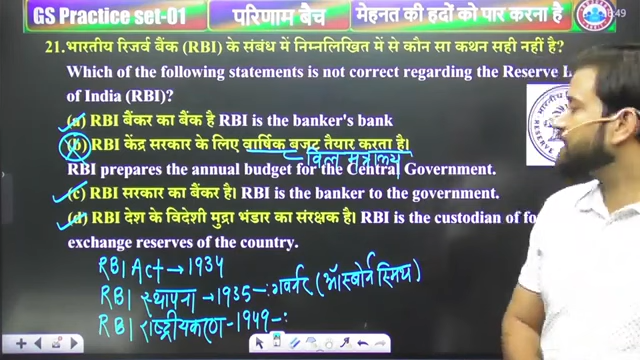 GS Practice set-01
परिणाम बैच
मेहनत की हदों को पार करना है
21. भारतीय रिजर्व बैंक (RBI) के संबंध में निम्नलिखित में से कौन सा कथन सही नहीं है?
Which of the following statements is not correct regarding the Reserve
of India (RBI)?
(a) RBI बैंकर का बैंक है RBI is the banker's bank
(b) RBI केंद्र सरकार के लिए वार्षिक बजट तैयार करता है।
वित्त मंत्रालय
RBI prepares the annual budget for the Central Government.
(c) RBI सरकार का बैंकर है। RBI is the banker to the government.
(d) RBI देश के विदेशी मुद्रा भंडार का संरक्षक है। RBI is the custodian of
exchange reserves of the country.
RBI Act → 1934
RBI स्थापना → 1935 -: गवर्नर (ऑस्बोर्न स्मिथ)
RBI राष्ट्रीयकरण - 1949 -: